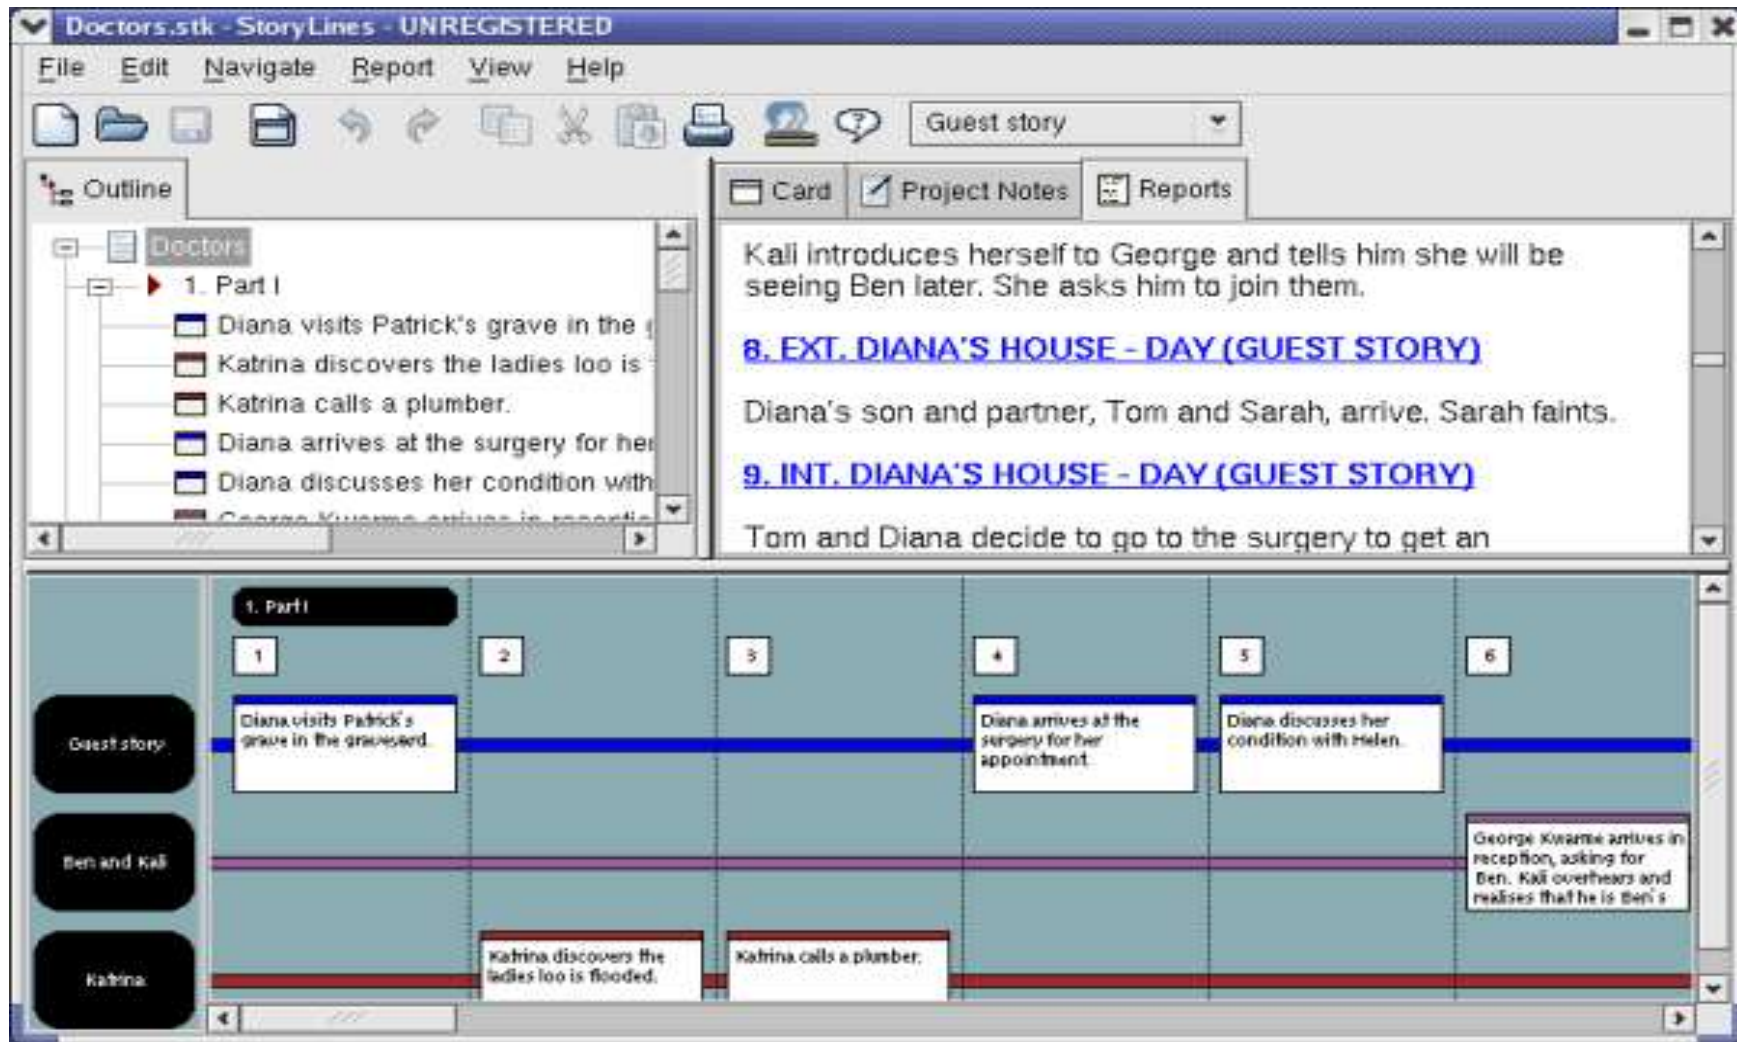 Doctors.stk - StoryLines - UNREGISTERED
File Edit Navigate Report View Help
Guest story
Outline
Card Project Notes Reports
Doctors
1. Part I
Diana visits Patrick's grave in the
Katrina discovers the ladies loo is
Katrina calls a plumber.
Diana arrives at the surgery for her
Diana discusses her condition with
George Kwarme arrives in
Kali introduces herself to George and tells him she will be
seeing Ben later. She asks him to join them.
8. EXT. DIANA'S HOUSE - DAY (GUEST STORY)
Diana's son and partner, Tom and Sarah, arrive. Sarah faints.
9. INT. DIANA'S HOUSE - DAY (GUEST STORY)
Tom and Diana decide to go to the surgery to get an
1. Part I
1 2 3 4 5 6
Guest story
Diana visits Patrick's
grave in the graveyard.
Diana arrives at the
surgery for her
appointment.
Diana discusses her
condition with Helen.
Ben and Kali
George Kwarme arrives in
reception, asking for
Ben. Kali overhears and
realises that he is Ben's
Katrina
Katrina discovers the
ladies loo is flooded.
Katrina calls a plumber.